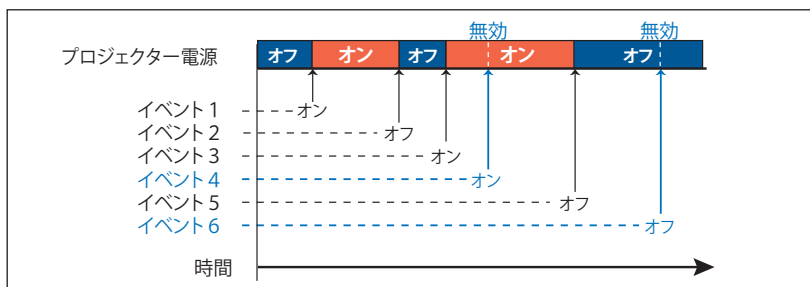 無効 無効
プロジェクター電源 オフ オン オフ オン オフ
イベント 1 オン
イベント 2 オフ
イベント 3 オン
イベント 4 オン
イベント 5 オフ
イベント 6 オフ
時間